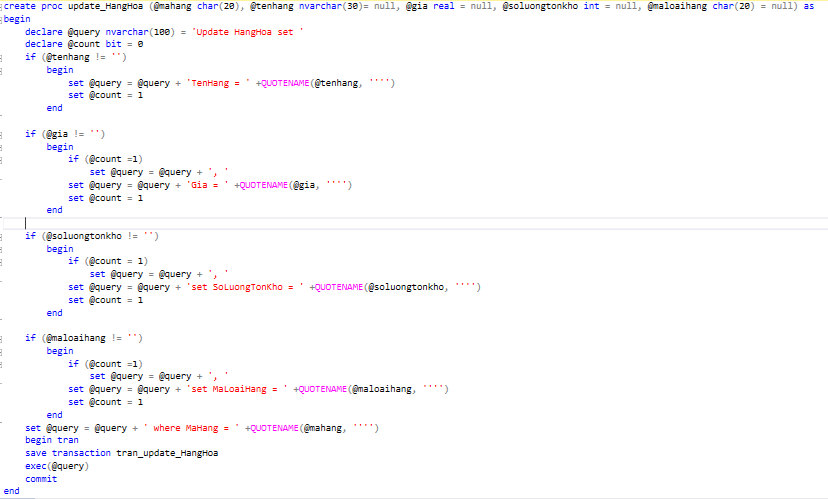 create proc update_HangHoa (@mahang char(20), @tenhang nvarchar(30)= null, @gia real = null, @soluongtonkho int = null, @maloaihang char(20) = null) as
begin
    declare @query nvarchar(100) = 'Update HangHoa set '
    declare @count bit = 0
    if (@tenhang != '')
        begin
            set @query = @query + 'TenHang = ' +QUOTENAME(@tenhang, '''')
            set @count = 1
        end
    if (@gia != '')
        begin
            if (@count =1)
                set @query = @query + ', '
            set @query = @query + 'Gia = ' +QUOTENAME(@gia, '''')
            set @count = 1
        end
    if (@soluongtonkho != '')
        begin
            if (@count = 1)
                set @query = @query + ', '
            set @query = @query + 'set SoLuongTonKho = ' +QUOTENAME(@soluongtonkho, '''')
            set @count = 1
        end
    if (@maloaihang != '')
        begin
            if (@count =1)
                set @query = @query + ', '
            set @query = @query + 'set MaLoaiHang = ' +QUOTENAME(@maloaihang, '''')
            set @count = 1
        end
    set @query = @query + ' where MaHang = ' +QUOTENAME(@mahang, '''')
    begin tran
    save transaction tran_update_HangHoa
    exec(@query)
    commit
end